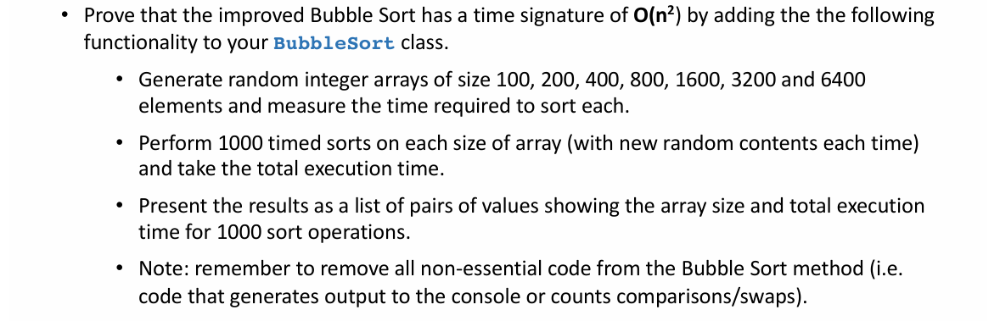 • Prove that the improved Bubble Sort has a time signature of O(n²) by adding the the following
functionality to your BubbleSort class.
• Generate random integer arrays of size 100, 200, 400, 800, 1600, 3200 and 6400
elements and measure the time required to sort each.
• Perform 1000 timed sorts on each size of array (with new random contents each time)
and take the total execution time.
• Present the results as a list of pairs of values showing the array size and total execution
time for 1000 sort operations.
• Note: remember to remove all non-essential code from the Bubble Sort method (i.e.
code that generates output to the console or counts comparisons/swaps).